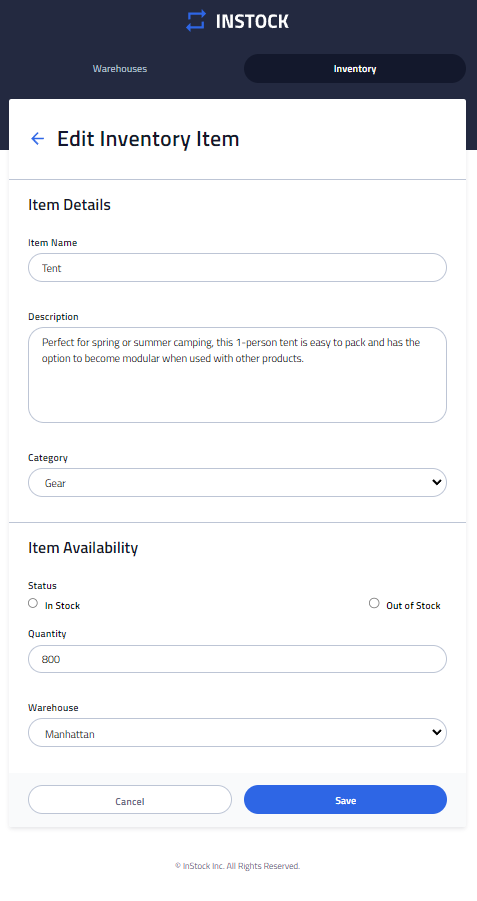 INSTOCK
Warehouses
Inventory
Edit Inventory Item
Item Details
Item Name
Tent
Description
Perfect for spring or summer camping, this 1-person tent is easy to pack and has the
option to become modular when used with other products.
Category
Gear
Item Availability
Status
In Stock
Out of Stock
Quantity
800
Warehouse
Manhattan
Cancel
Save
© InStock Inc. All Rights Reserved.